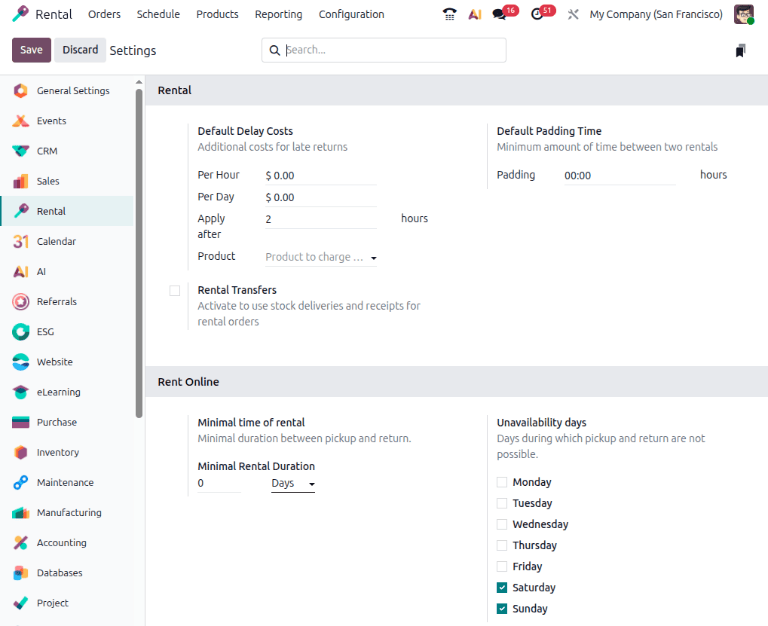 Rental Orders Schedule Products Reporting Configuration 16 51 My Company (San Francisco)
Save Discard Settings Search...
General Settings
Events
CRM
Sales
Rental
31 Calendar
AI AI
Referrals
ESG
Website
eLearning
Purchase
Inventory
Maintenance
Manufacturing
Accounting
Databases
Project
Rental
Default Delay Costs
Additional costs for late returns
Per Hour $ 0.00
Per Day $ 0.00
Apply after 2 hours
Product Product to charge ...
Default Padding Time
Minimum amount of time between two rentals
Padding 00:00 hours
Rental Transfers
Activate to use stock deliveries and receipts for
rental orders
Rent Online
Minimal time of rental
Minimal duration between pickup and return.
Minimal Rental Duration
0 Days
Unavailability days
Days during which pickup and return are not
possible.
Monday
Tuesday
Wednesday
Thursday
Friday
Saturday
Sunday